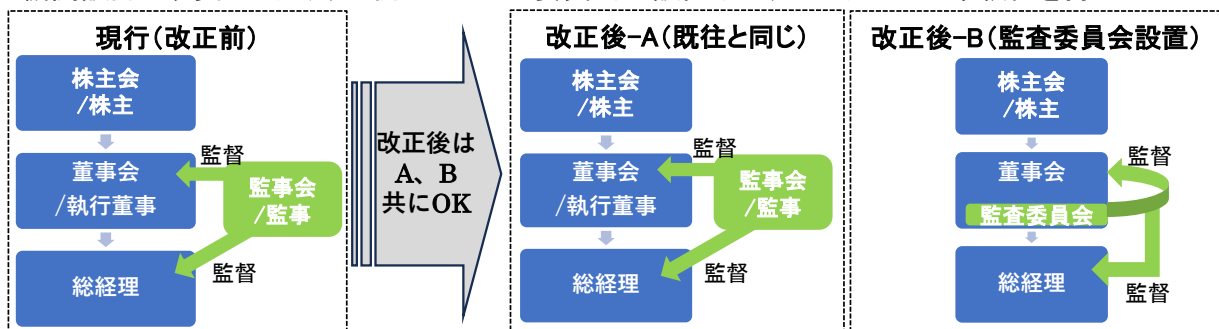 現行(改正前)
株主会
/株主
董事会
/執行董事
監督
監事会
/監事
総経理
監督
改正後は
A、B
共にOK
改正後-A(既往と同じ)
株主会
/株主
董事会
/執行董事
監督
監事会
/監事
総経理
監督
改正後-B(監査委員会設置)
株主会
/株主
董事会
監督
監査委員会
総経理
監督